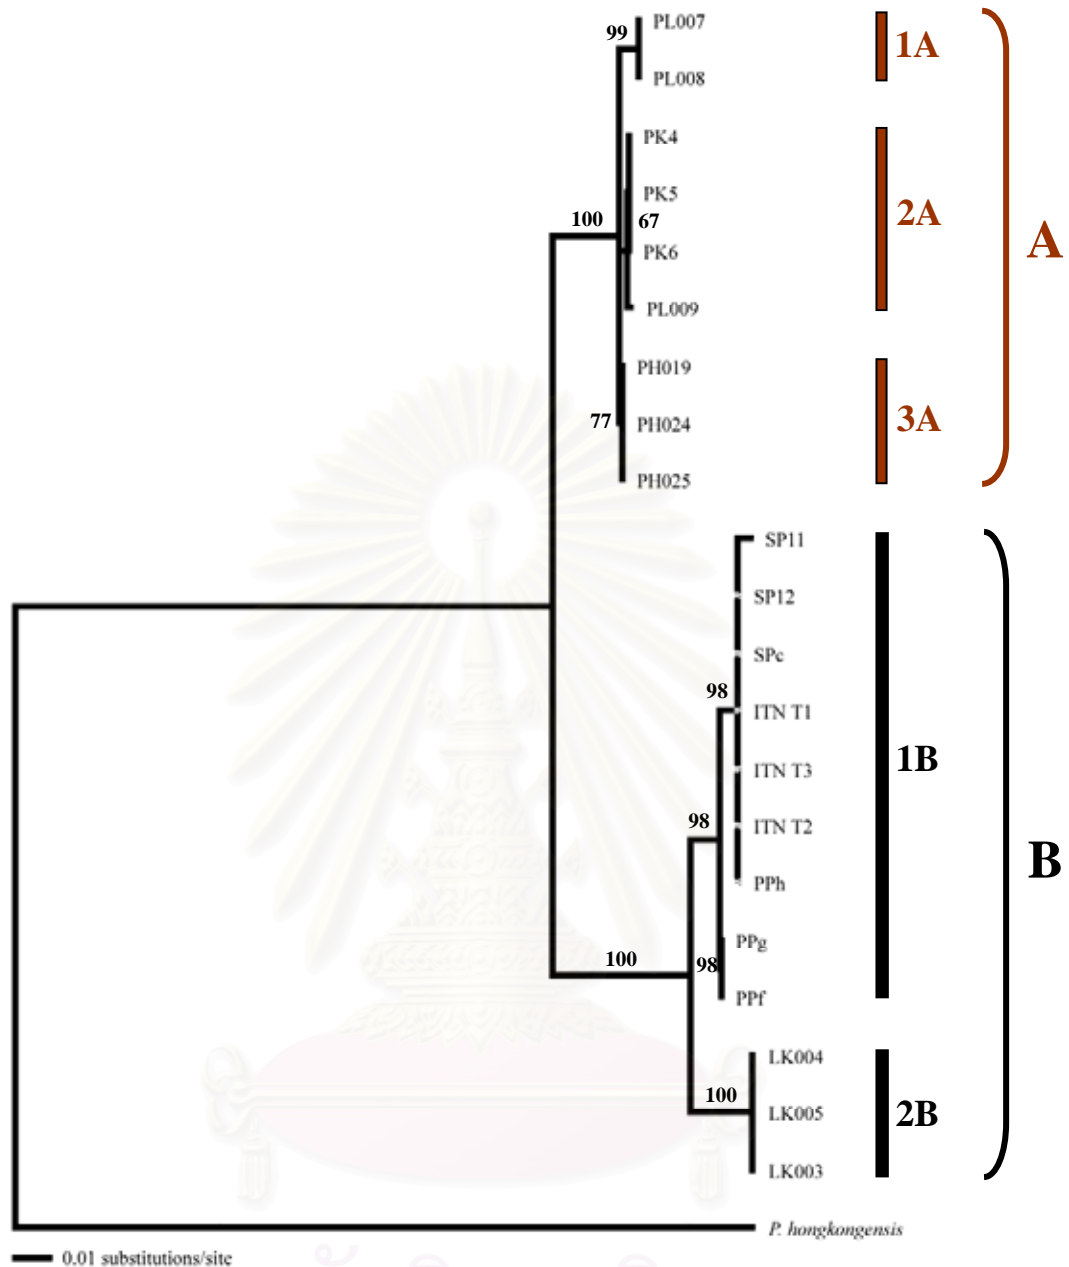 PL007
99
1A
PL008
PK4
PK5
2A
100
67
A
PK6
PL009
PH019
77
PH024
3A
PH025
SP11
SP12
SPc
98
ITN T1
1B
ITN T3
98
ITN T2
B
PPh
PPg
100
98
PPf
LK004
100
LK005
2B
LK003
P. hongkongensis
0.01 substitutions/site